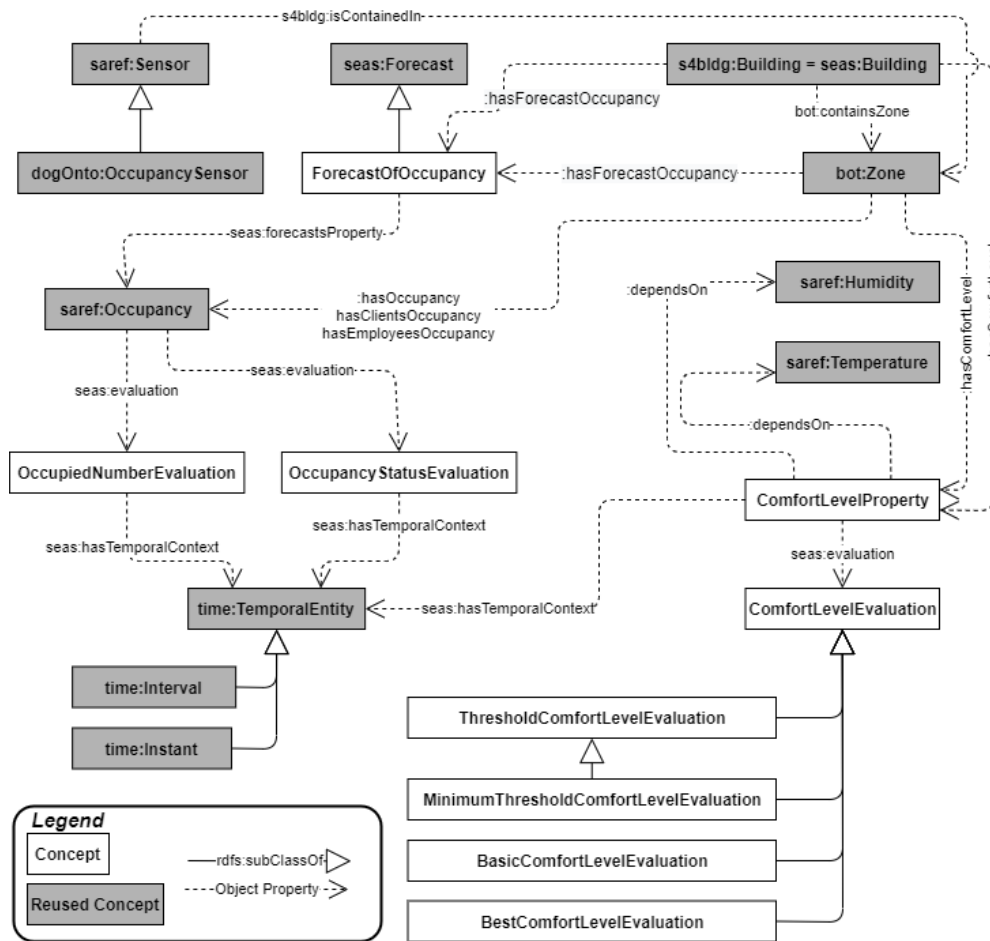 s4bldg:isContainedIn
saref:Sensor
seas:Forecast
s4bldg:Building = seas:Building
:hasForecastOccupancy
bot:containsZone
dogOnto:OccupancySensor
ForecastOfOccupancy
:hasForecastOccupancy
bot:Zone
seas:forecastsProperty
saref:Occupancy
:hasOccupancy
hasClientsOccupancy
hasEmployeesOccupancy
:dependsOn
saref:Humidity
:hasComfortLevel
saref:Temperature
seas:evaluation
seas:evaluation
:dependsOn
OccupiedNumberEvaluation
OccupancyStatusEvaluation
ComfortLevelProperty
seas:hasTemporalContext
seas:hasTemporalContext
seas:evaluation
time:TemporalEntity
seas:hasTemporalContext
ComfortLevelEvaluation
time:Interval
time:Instant
ThresholdComfortLevelEvaluation
MinimumThresholdComfortLevelEvaluation
BasicComfortLevelEvaluation
BestComfortLevelEvaluation
Legend
Concept
rdfs:subClassOf
Object Property
Reused Concept